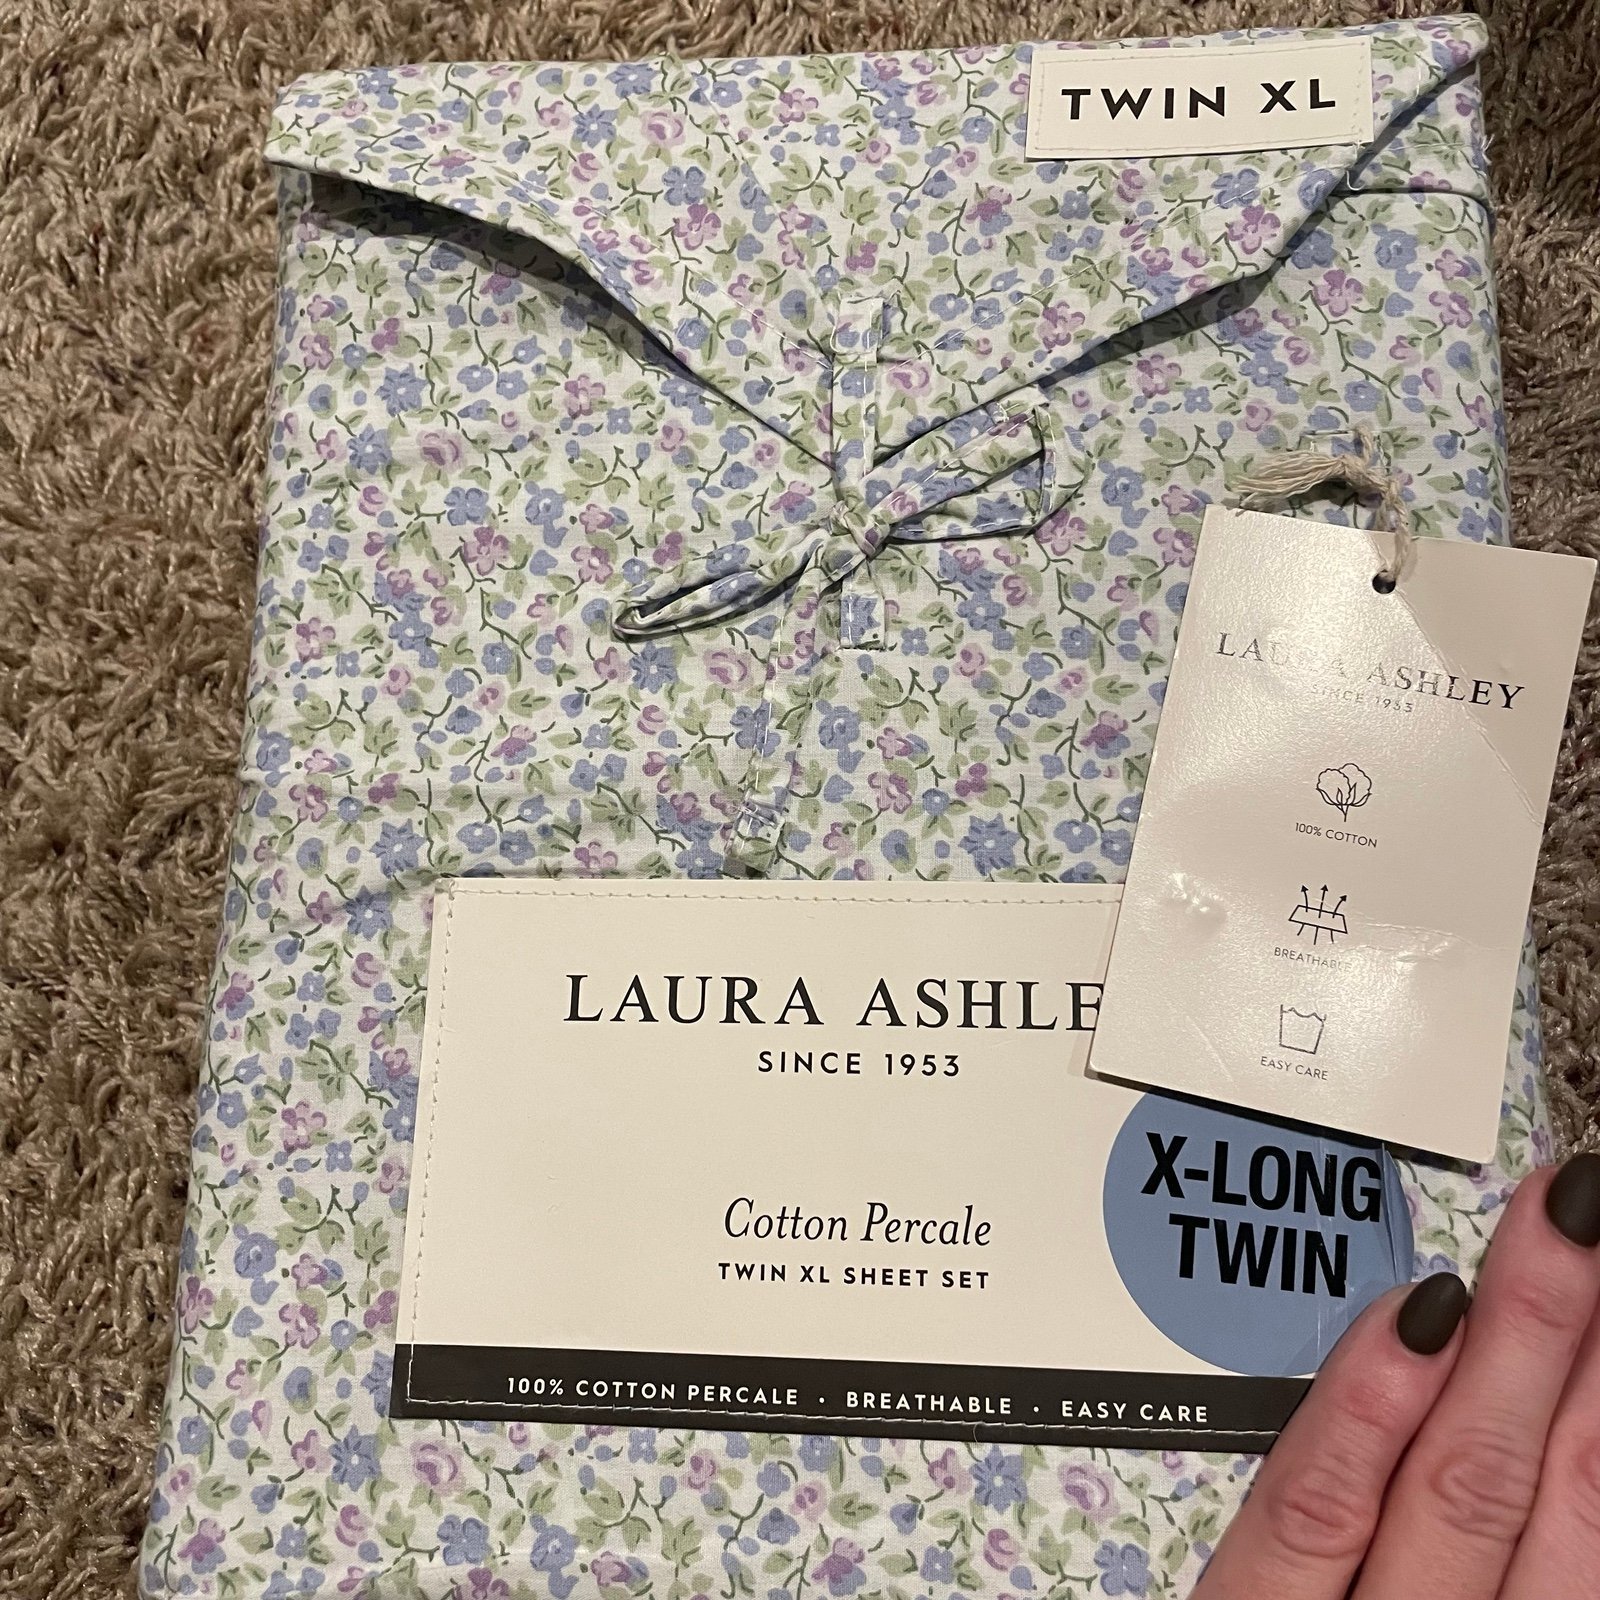 TWIN XL
LAURA ASHLEY
SINCE 1953
100% COTTON
BREATHABLE
EASY CARE
LAURA ASHLE
SINCE 1953
Cotton Percale
TWIN XL SHEET SET
X-LONG
TWIN
100% COTTON PERCALE • BREATHABLE • EASY CARE